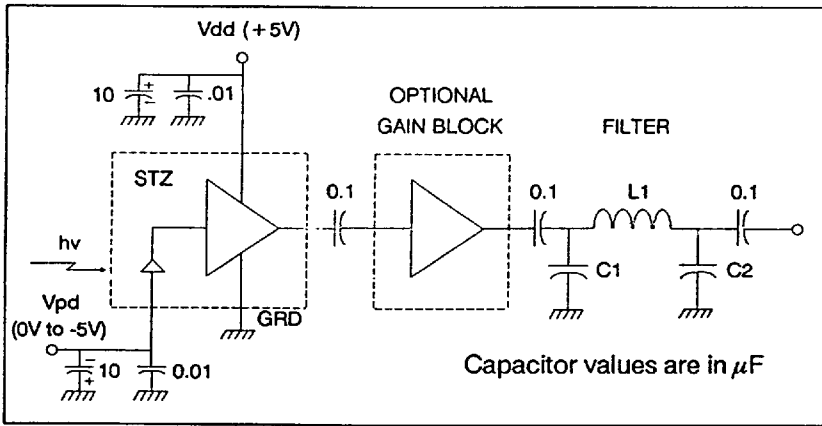 Vdd (+5V)
10
+
−
.01
OPTIONAL
GAIN BLOCK
FILTER
STZ
0.1
0.1
L1
0.1
hv
C1
C2
Vpd
(0V to -5V)
GRD
10
−
+
0.01
Capacitor values are in μF